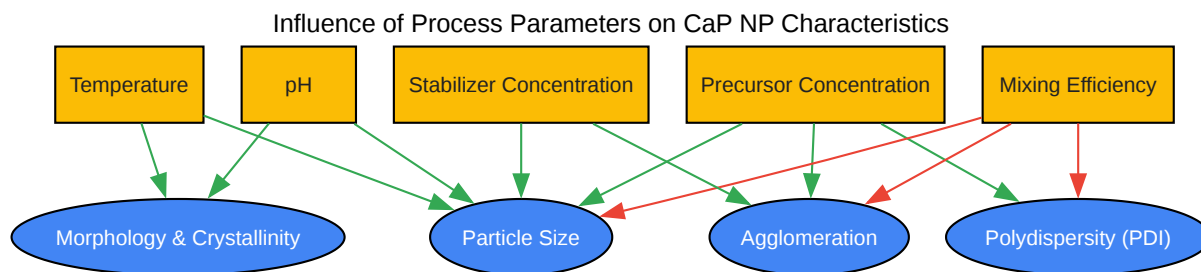 Influence of Process Parameters on CaP NP Characteristics
Temperature
pH
Stabilizer Concentration
Precursor Concentration
Mixing Efficiency
Morphology & Crystallinity
Particle Size
Agglomeration
Polydispersity (PDI)